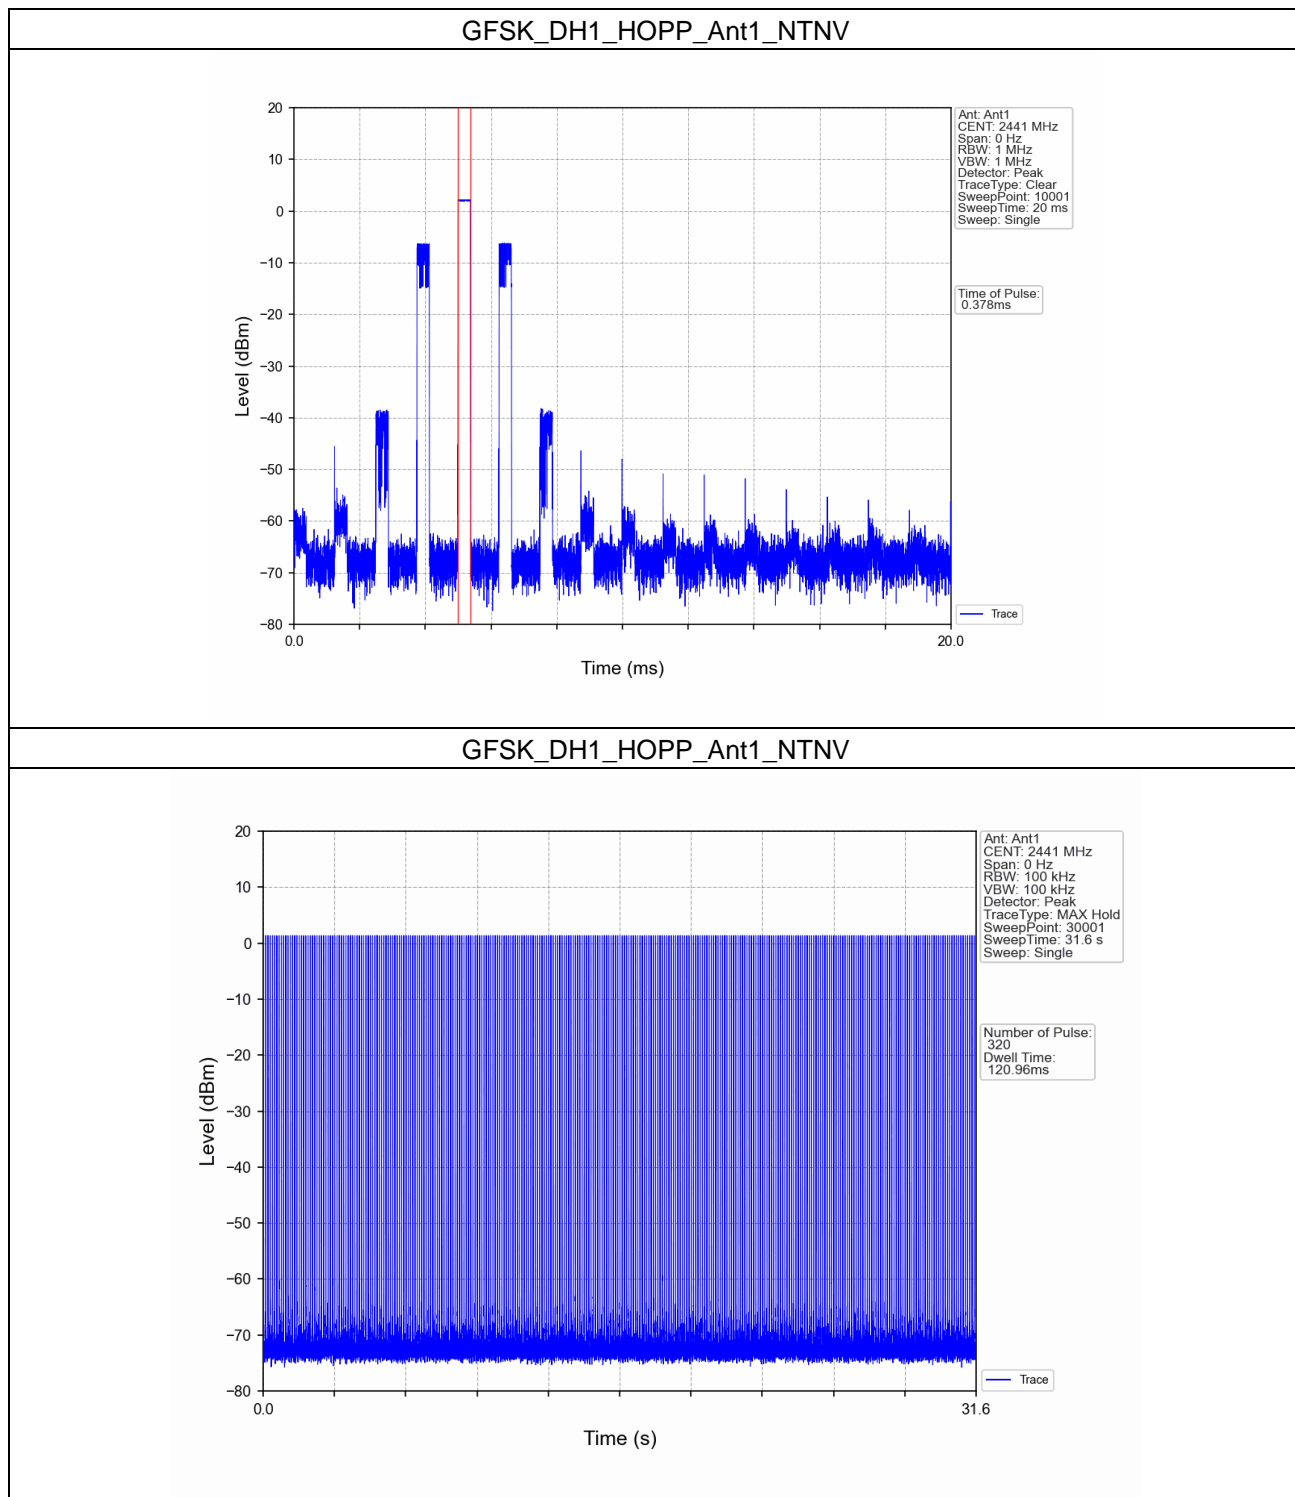 GFSK_DH1_HOPP_Ant1_NTNV
20
10
0
−10
−20
−30
−40
−50
−60
−70
−80
Level (dBm)
0.0
20.0
Time (ms)
Ant: Ant1
CENT: 2441 MHz
Span: 0 Hz
RBW: 1 MHz
VBW: 1 MHz
Detector: Peak
TraceType: Clear
SweepPoint: 10001
SweepTime: 20 ms
Sweep: Single
Time of Pulse:
0.378ms
Trace
GFSK_DH1_HOPP_Ant1_NTNV
20
10
0
−10
−20
−30
−40
−50
−60
−70
−80
Level (dBm)
0.0
31.6
Time (s)
Ant: Ant1
CENT: 2441 MHz
Span: 0 Hz
RBW: 100 kHz
VBW: 100 kHz
Detector: Peak
TraceType: MAX Hold
SweepPoint: 30001
SweepTime: 31.6 s
Sweep: Single
Number of Pulse:
320
Dwell Time:
120.96ms
Trace